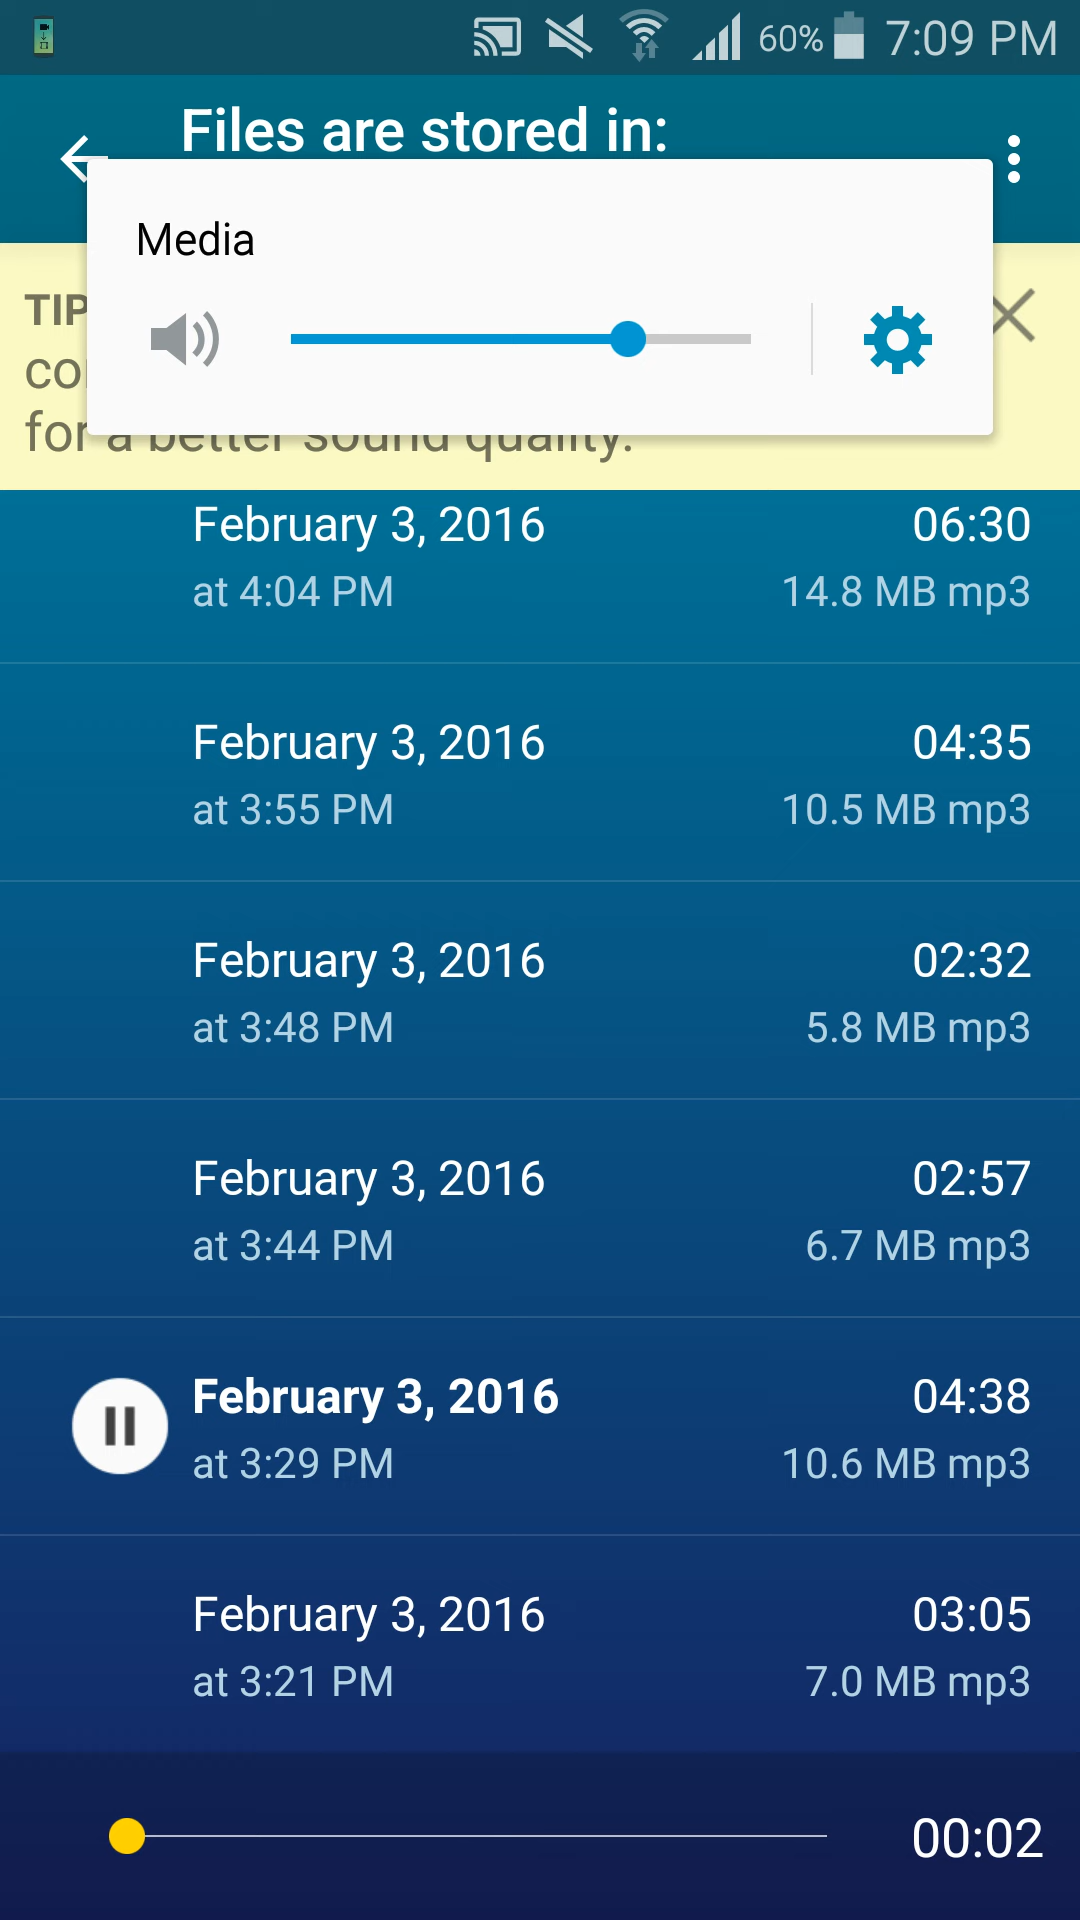 60% 7:09 PM
Files are stored in:
Media
TIP
for a better sound quality.
February 3, 2016 06:30
at 4:04 PM 14.8 MB mp3
February 3, 2016 04:35
at 3:55 PM 10.5 MB mp3
February 3, 2016 02:32
at 3:48 PM 5.8 MB mp3
February 3, 2016 02:57
at 3:44 PM 6.7 MB mp3
February 3, 2016 04:38
at 3:29 PM 10.6 MB mp3
February 3, 2016 03:05
at 3:21 PM 7.0 MB mp3
00:02